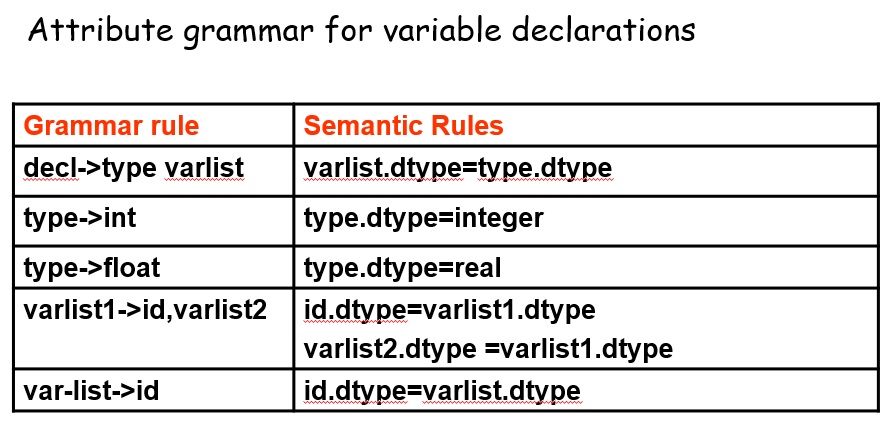 Attribute grammar for variable declarations
Grammar rule Semantic Rules
decl->type varlist varlist.dtype=type.dtype
type->int type.dtype=integer
type->float type.dtype=real
varlist1->id,varlist2 id.dtype=varlist1.dtype
varlist2.dtype =varlist1.dtype
var-list->id id.dtype=varlist.dtype